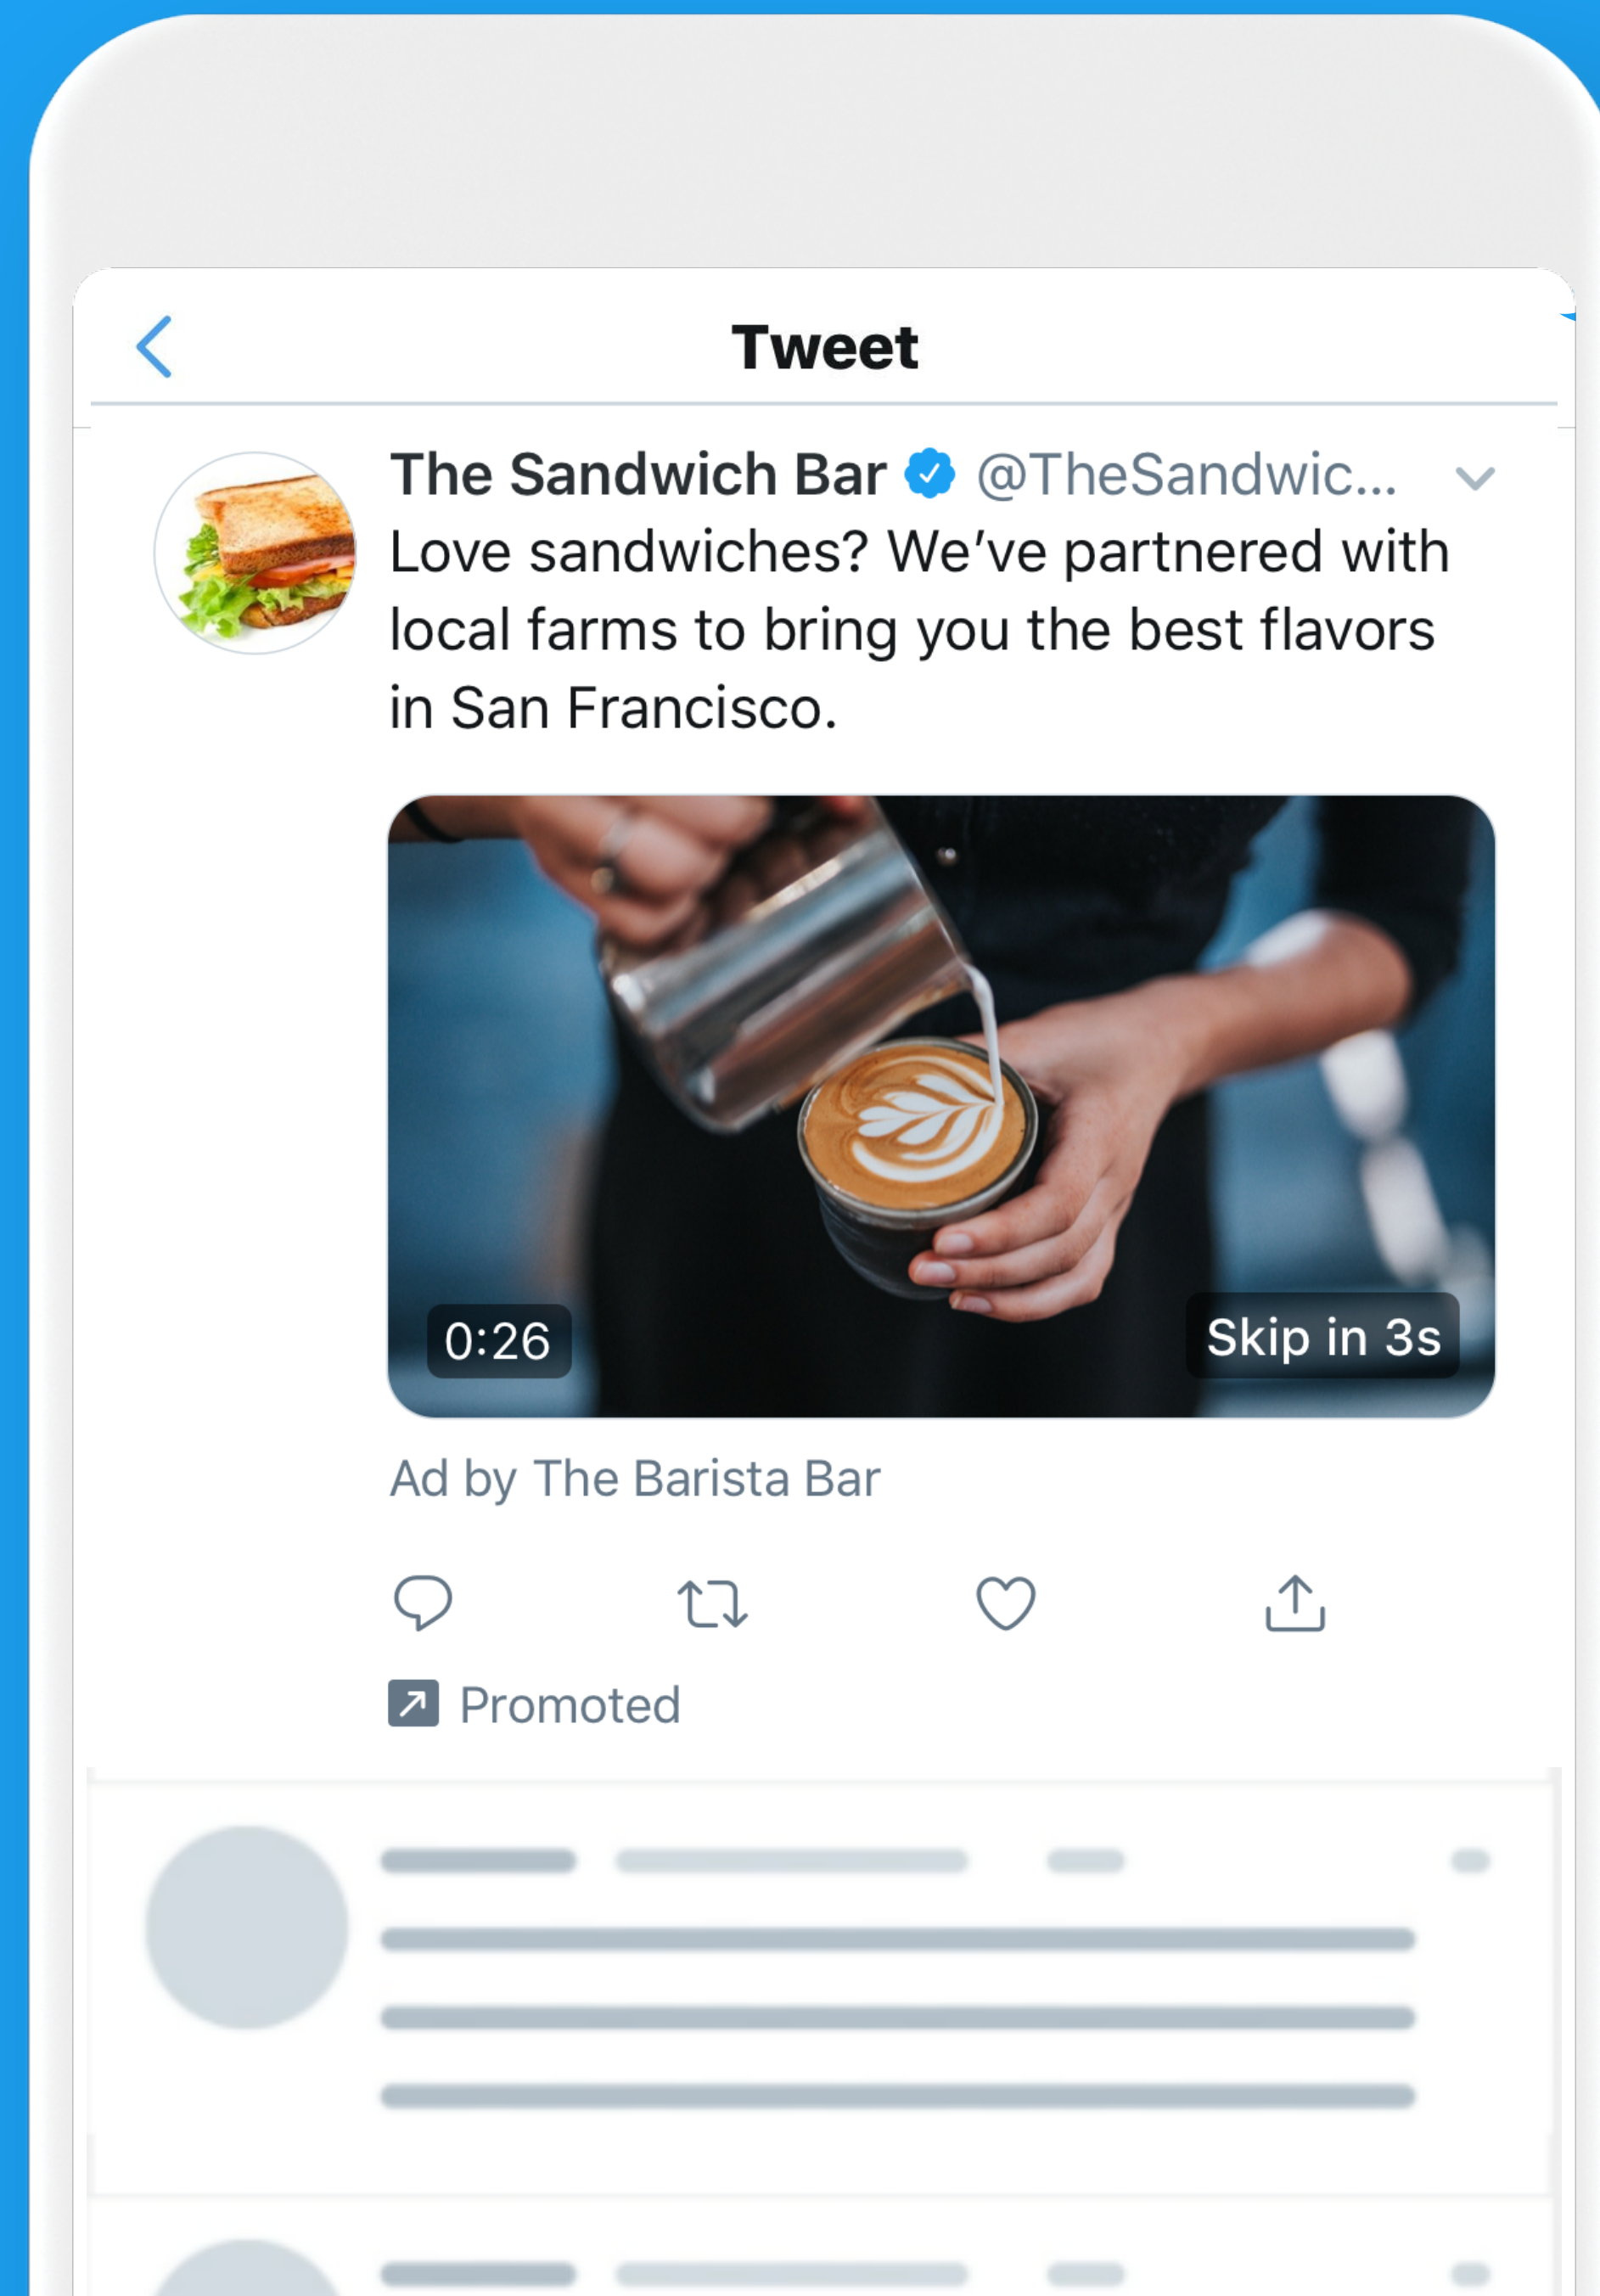 Tweet
The Sandwich Bar @TheSandwic...
Love sandwiches? We’ve partnered with
local farms to bring you the best flavors
in San Francisco.
0:26
Skip in 3s
Ad by The Barista Bar
Promoted